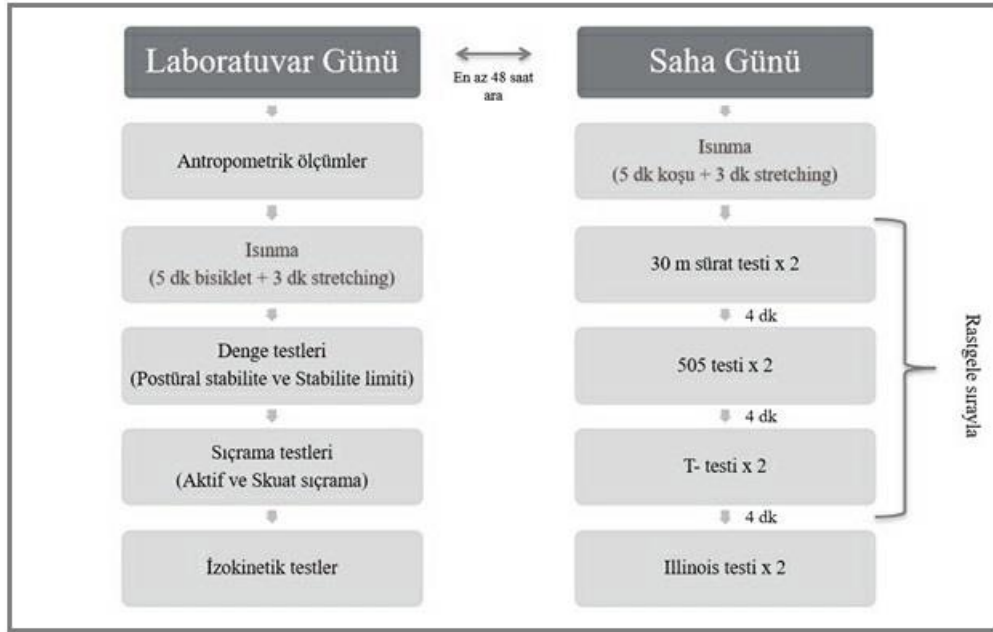 Laboratuvar Günü
En az 48 saat
ara
Saha Günü
Antropometrik ölçümler
Isınma
(5 dk bisiklet + 3 dk stretching)
Denge testleri
(Postüral stabilite ve Stabilite limiti)
Sıçrama testleri
(Aktif ve Skuat sıçrama)
İzokinetik testler
Isınma
(5 dk koşu + 3 dk stretching)
30 m sürat testi x 2
4 dk
505 testi x 2
4 dk
T- testi x 2
4 dk
Illinois testi x 2
Rastgele sırayla